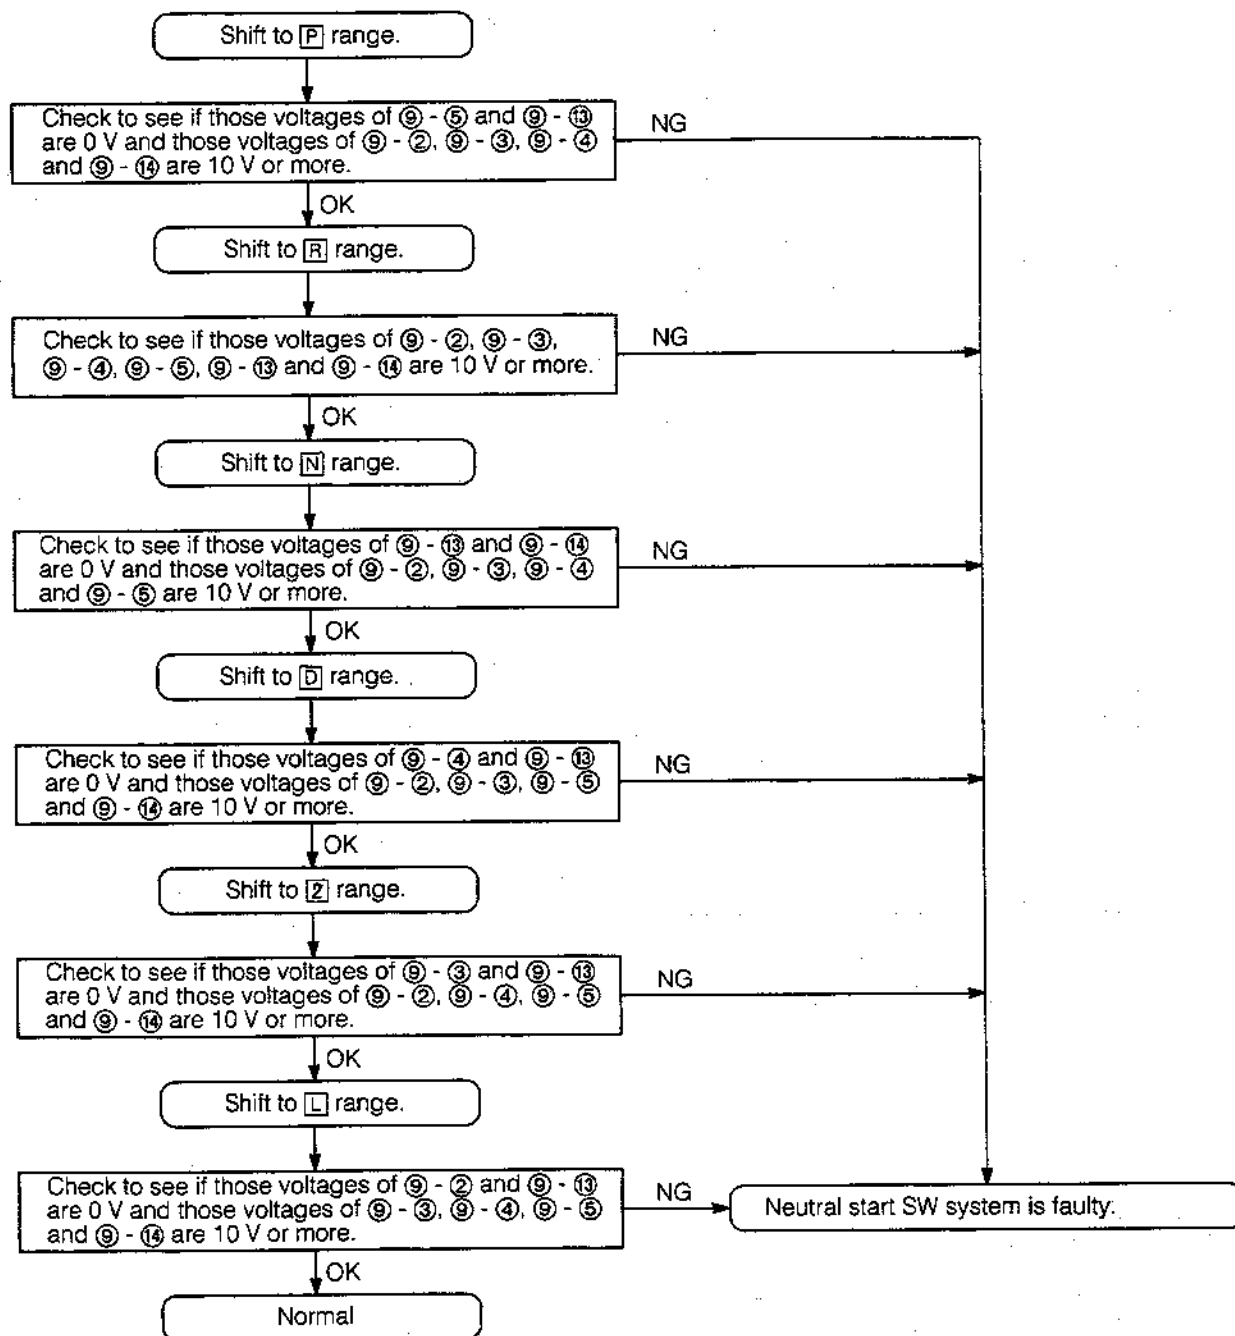 Shift to P range.
Check to see if those voltages of ⑨ - ⑤ and ⑨ - ⑬
are 0 V and those voltages of ⑨ - ②, ⑨ - ③, ⑨ - ④
and ⑨ - ⑭ are 10 V or more.
NG
OK
Shift to R range.
Check to see if those voltages of ⑨ - ②, ⑨ - ③,
⑨ - ④, ⑨ - ⑤, ⑨ - ⑬ and ⑨ - ⑭ are 10 V or more.
NG
OK
Shift to N range.
Check to see if those voltages of ⑨ - ⑬ and ⑨ - ⑭
are 0 V and those voltages of ⑨ - ②, ⑨ - ③, ⑨ - ④
and ⑨ - ⑤ are 10 V or more.
NG
OK
Shift to D range.
Check to see if those voltages of ⑨ - ④ and ⑨ - ⑬
are 0 V and those voltages of ⑨ - ②, ⑨ - ③, ⑨ - ⑤
and ⑨ - ⑭ are 10 V or more.
NG
OK
Shift to 2 range.
Check to see if those voltages of ⑨ - ③ and ⑨ - ⑬
are 0 V and those voltages of ⑨ - ②, ⑨ - ④, ⑨ - ⑤
and ⑨ - ⑭ are 10 V or more.
NG
OK
Shift to L range.
Check to see if those voltages of ⑨ - ② and ⑨ - ⑬
are 0 V and those voltages of ⑨ - ③, ⑨ - ④, ⑨ - ⑤
and ⑨ - ⑭ are 10 V or more.
NG
Neutral start SW system is faulty.
OK
Normal